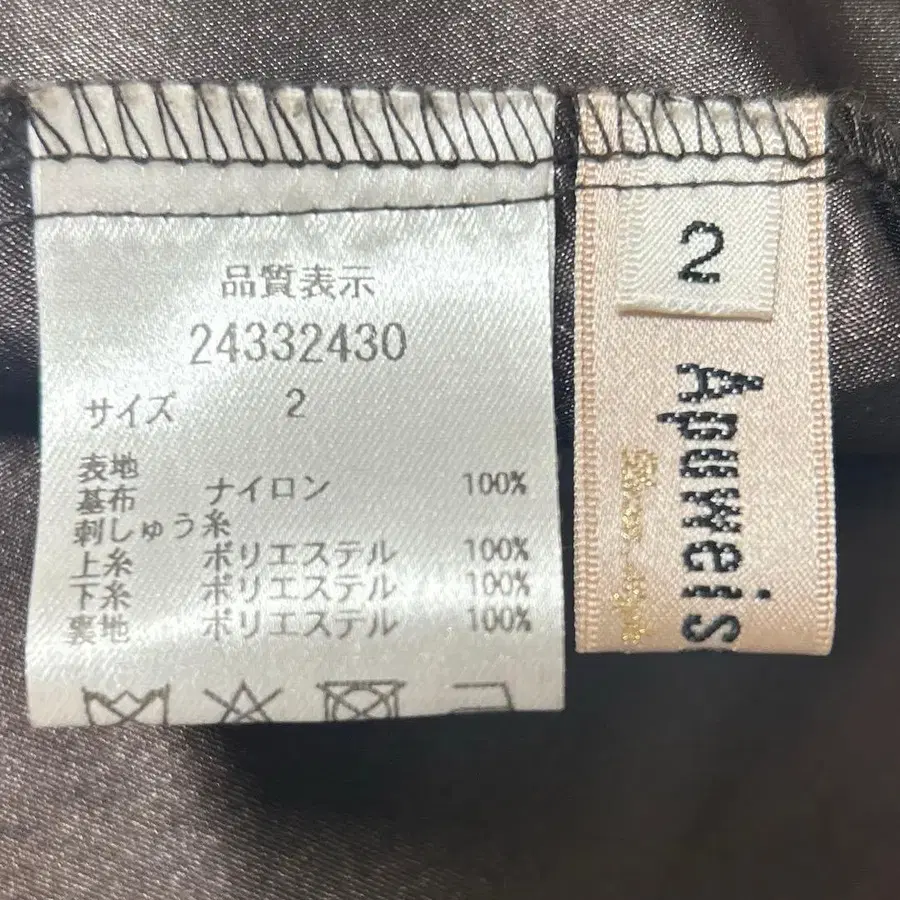 品質表示
24332430
サイズ 2
表地
基布 ナイロン 100%
刺しゅう糸
上糸 ポリエステル 100%
下糸 ポリエステル 100%
裏地 ポリエステル 100%
2
Apuweis